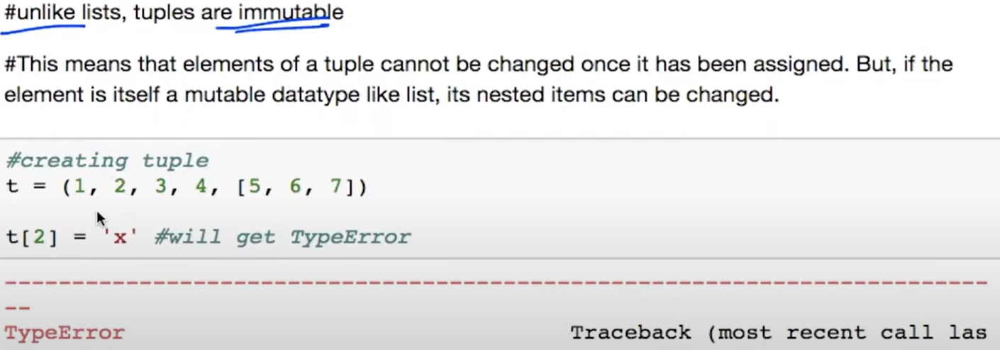 #unlike lists, tuples are immutable
#This means that elements of a tuple cannot be changed once it has been assigned. But, if the
element is itself a mutable datatype like list, its nested items can be changed.
#creating tuple
t = (1, 2, 3, 4, [5, 6, 7])
t[2] = 'x' #will get TypeError
---------------------------------------------------------------------------
--
TypeError                                 Traceback (most recent call las